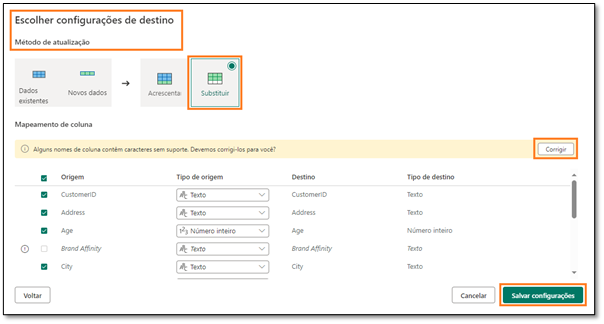 Escolher configurações de destino
Método de atualização
Dados existentes
Novos dados
Acrescentar
Substituir
Mapeamento de coluna
Alguns nomes de coluna contêm caracteres sem suporte. Devemos corrigi-los para você?
Corrigir
Origem Tipo de origem Destino Tipo de destino
CustomerID Texto CustomerID Texto
Address Texto Address Texto
Age 123 Número inteiro Age Número inteiro
Brand Affinity Texto Brand Affinity Texto
City Texto City Texto
Voltar
Cancelar
Salvar configurações